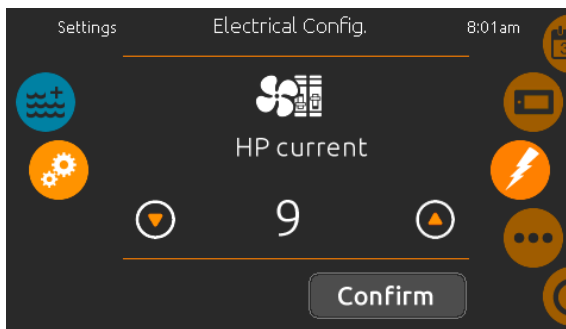 Settings
Electrical Config.
8:01am
HP current
9
Confirm